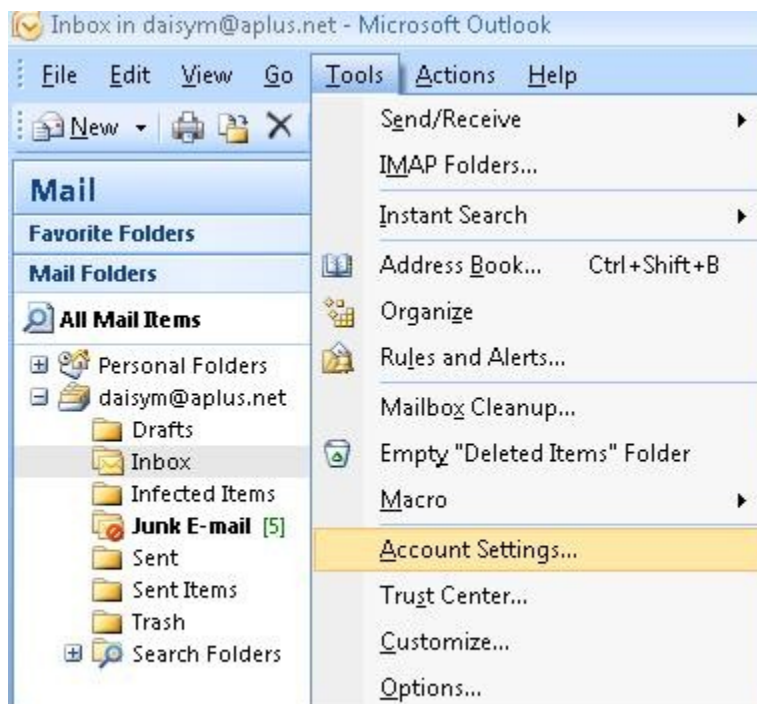 Inbox in daisym@aplus.net - Microsoft Outlook
File Edit View Go Tools Actions Help
New
Mail
Favorite Folders
Mail Folders
All Mail Items
Personal Folders
daisym@aplus.net
Drafts
Inbox
Infected Items
Junk E-mail [5]
Sent
Sent Items
Trash
Search Folders
Send/Receive
IMAP Folders...
Instant Search
Address Book... Ctrl+Shift+B
Organize
Rules and Alerts...
Mailbox Cleanup...
Empty "Deleted Items" Folder
Macro
Account Settings...
Trust Center...
Customize...
Options...